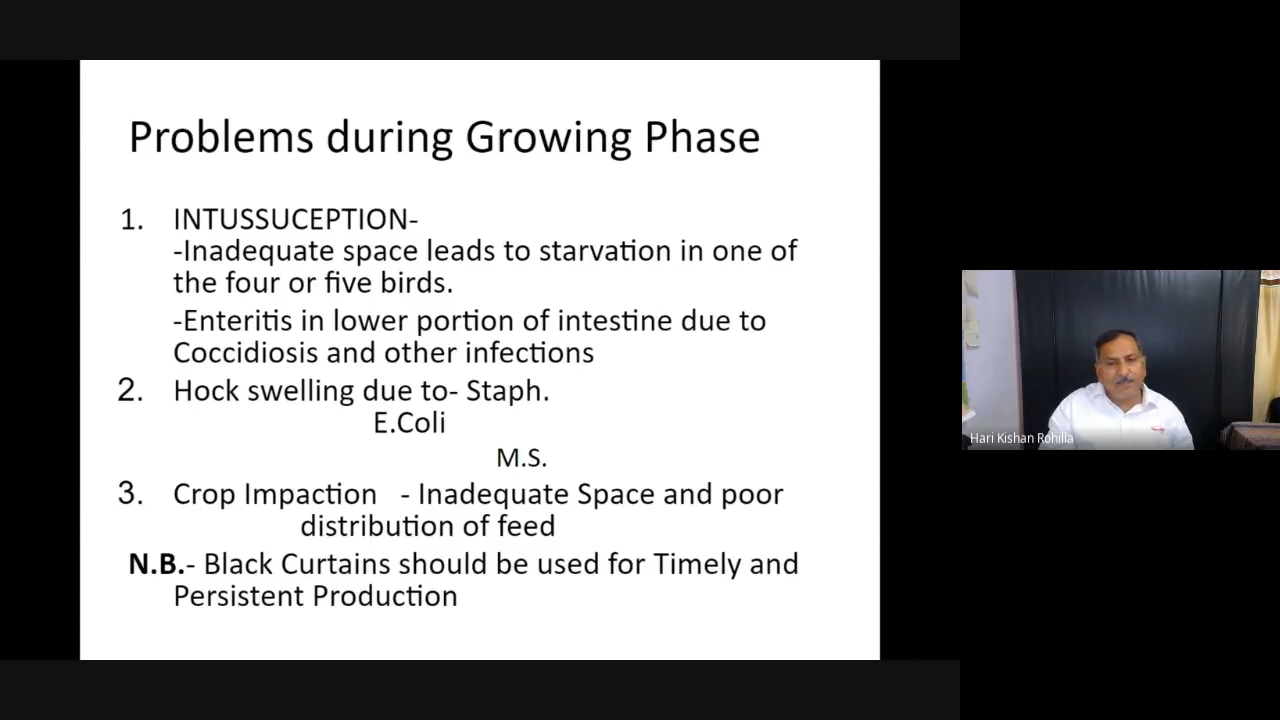 Problems during Growing Phase
1. INTUSSUCEPTION-
-Inadequate space leads to starvation in one of
the four or five birds.
-Enteritis in lower portion of intestine due to
Coccidiosis and other infections
2. Hock swelling due to- Staph.
E.Coli
M.S.
3. Crop Impaction - Inadequate Space and poor
distribution of feed
N.B.- Black Curtains should be used for Timely and
Persistent Production
Hari Kishan Rohilla